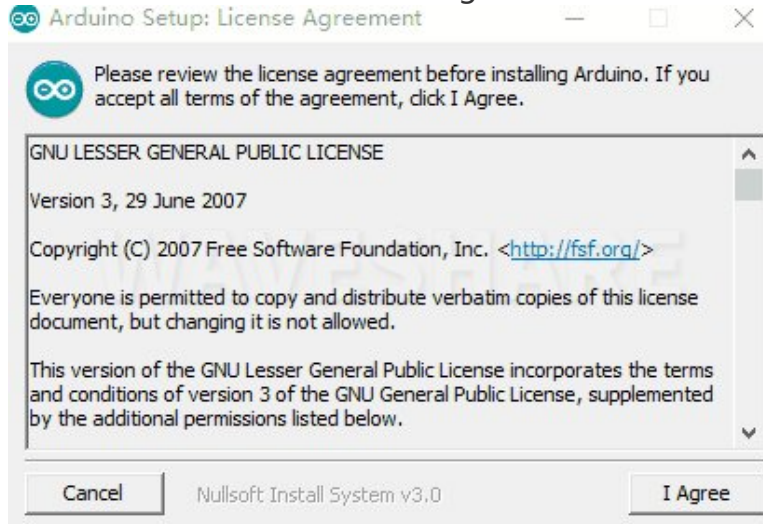 Arduino Setup: License Agreement
Please review the license agreement before installing Arduino. If you
accept all terms of the agreement, click I Agree.
GNU LESSER GENERAL PUBLIC LICENSE
Version 3, 29 June 2007
Copyright (C) 2007 Free Software Foundation, Inc. <http://fsf.org/>
Everyone is permitted to copy and distribute verbatim copies of this license
document, but changing it is not allowed.
This version of the GNU Lesser General Public License incorporates the terms
and conditions of version 3 of the GNU General Public License, supplemented
by the additional permissions listed below.
WAVESHARE
Cancel
Nullsoft Install System v3.0
I Agree